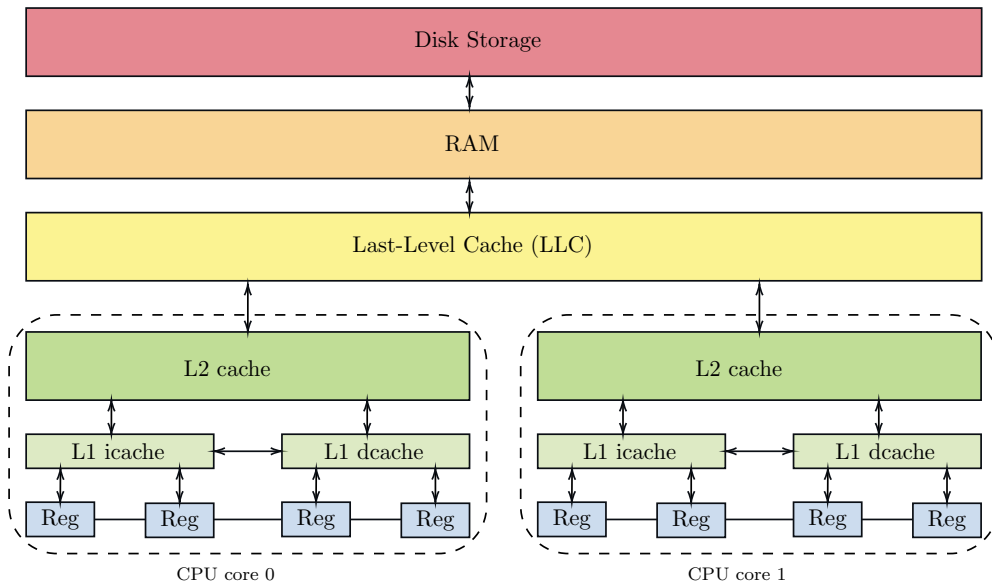 Disk Storage
RAM
Last-Level Cache (LLC)
L2 cache
L2 cache
L1 icache
L1 dcache
L1 icache
L1 dcache
Reg
Reg
Reg
Reg
Reg
Reg
Reg
Reg
CPU core 0
CPU core 1